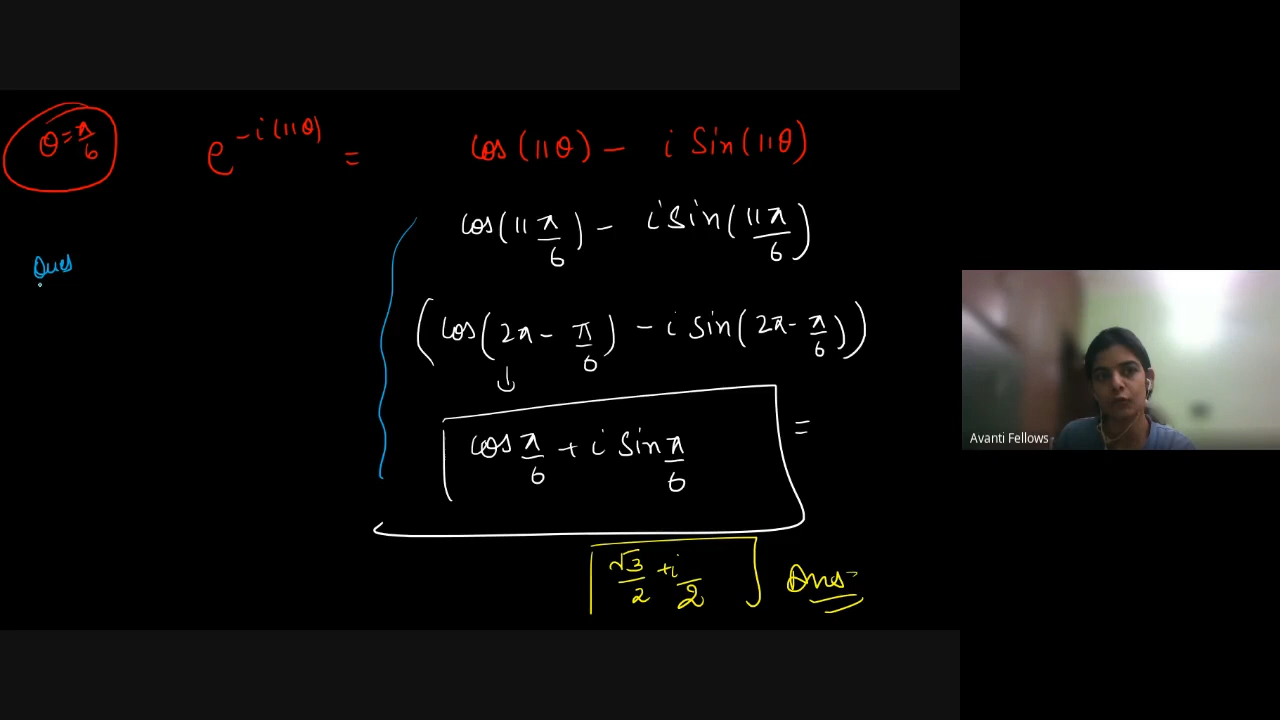 θ = π/6
e^{-i(11θ)} = cos(11θ) - i Sin(11θ)
cos(11 π/6) - i Sin(11π/6)
Ques
(cos(2π - π/6) - i Sin(2π - π/6))
cos π/6 + i Sin π/6 =
√3/2 + i/2 Ans
Avanti Fellows